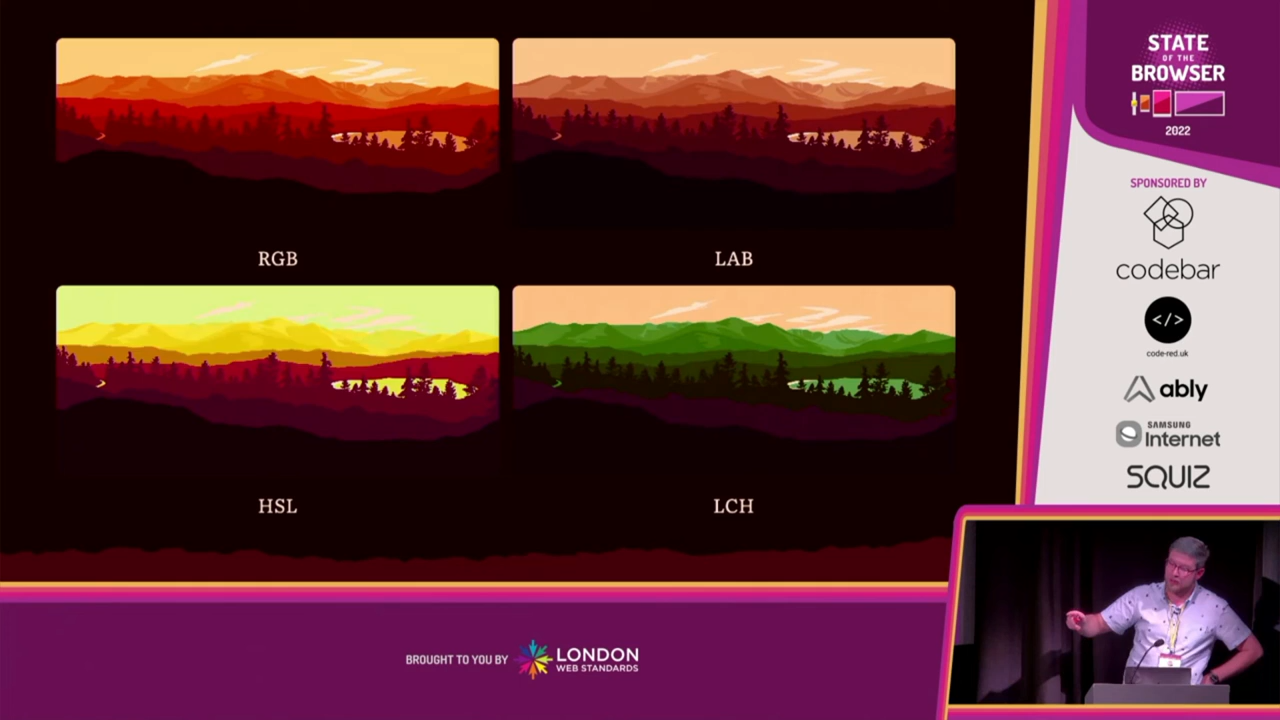 RGB
LAB
HSL
LCH
BROUGHT TO YOU BY
LONDON
WEB STANDARDS
STATE
OF THE
BROWSER
2022
SPONSORED BY
codebar
</>
code-red.uk
ably
SAMSUNG
Internet
SQUIZ